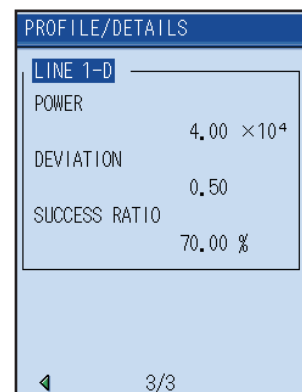 PROFILE/DETAILS
LINE 1-D
POWER
4.00 ×10⁴
DEVIATION
0.50
SUCCESS RATIO
70.00 %
3/3